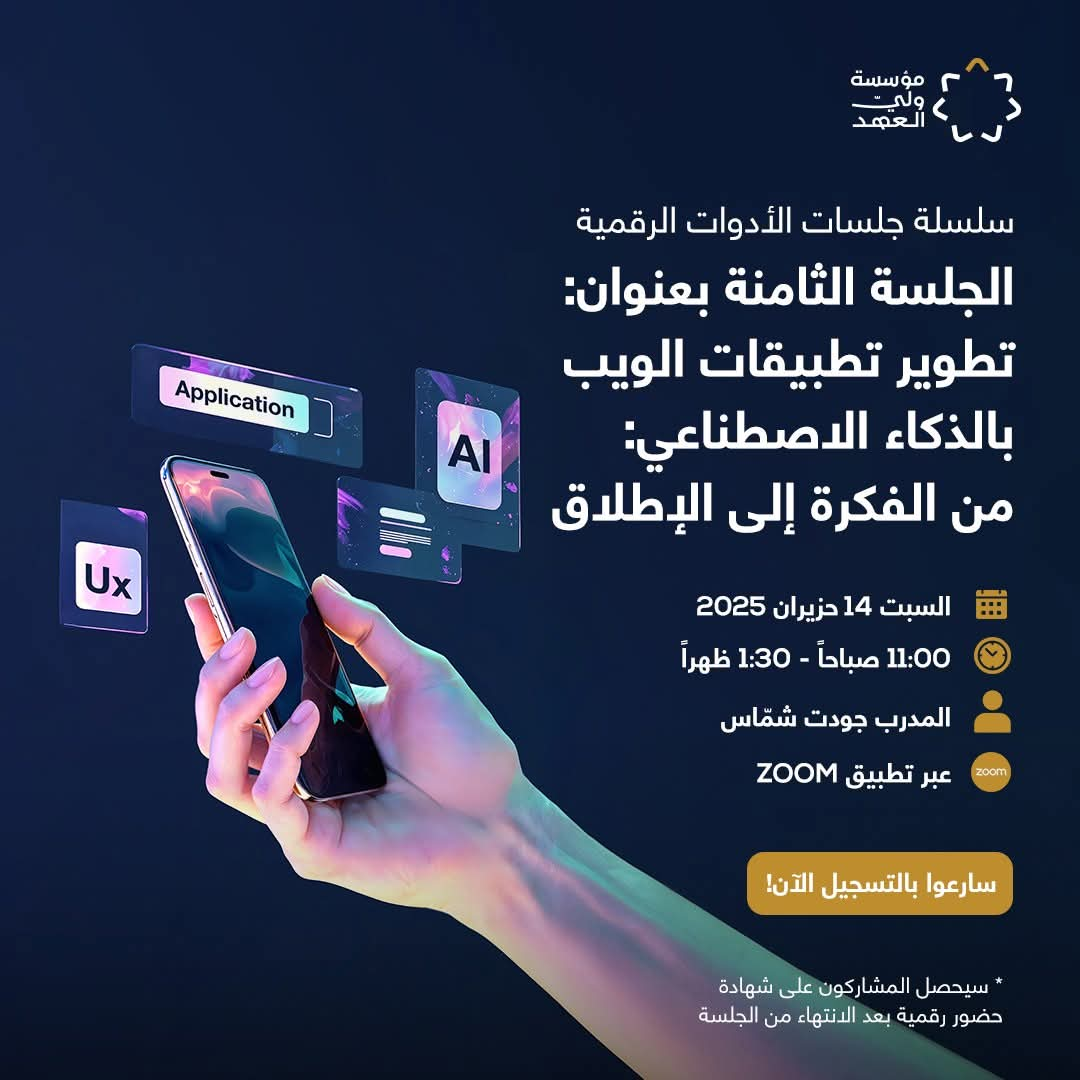 مؤسسة
وليّ
العهد
سلسلة جلسات الأدوات الرقمية
الجلسة الثامنة بعنوان:
تطوير تطبيقات الويب
بالذكاء الاصطناعي:
من الفكرة إلى الإطلاق
السبت 14 حزيران 2025
11:00 صباحاً - 1:30 ظهراً
المدرب جودت شمّاس
zoom
عبر تطبيق ZOOM
سارعوا بالتسجيل الآن!
* سيحصل المشاركون على شهادة
حضور رقمية بعد الانتهاء من الجلسة
Application
AI
Ux